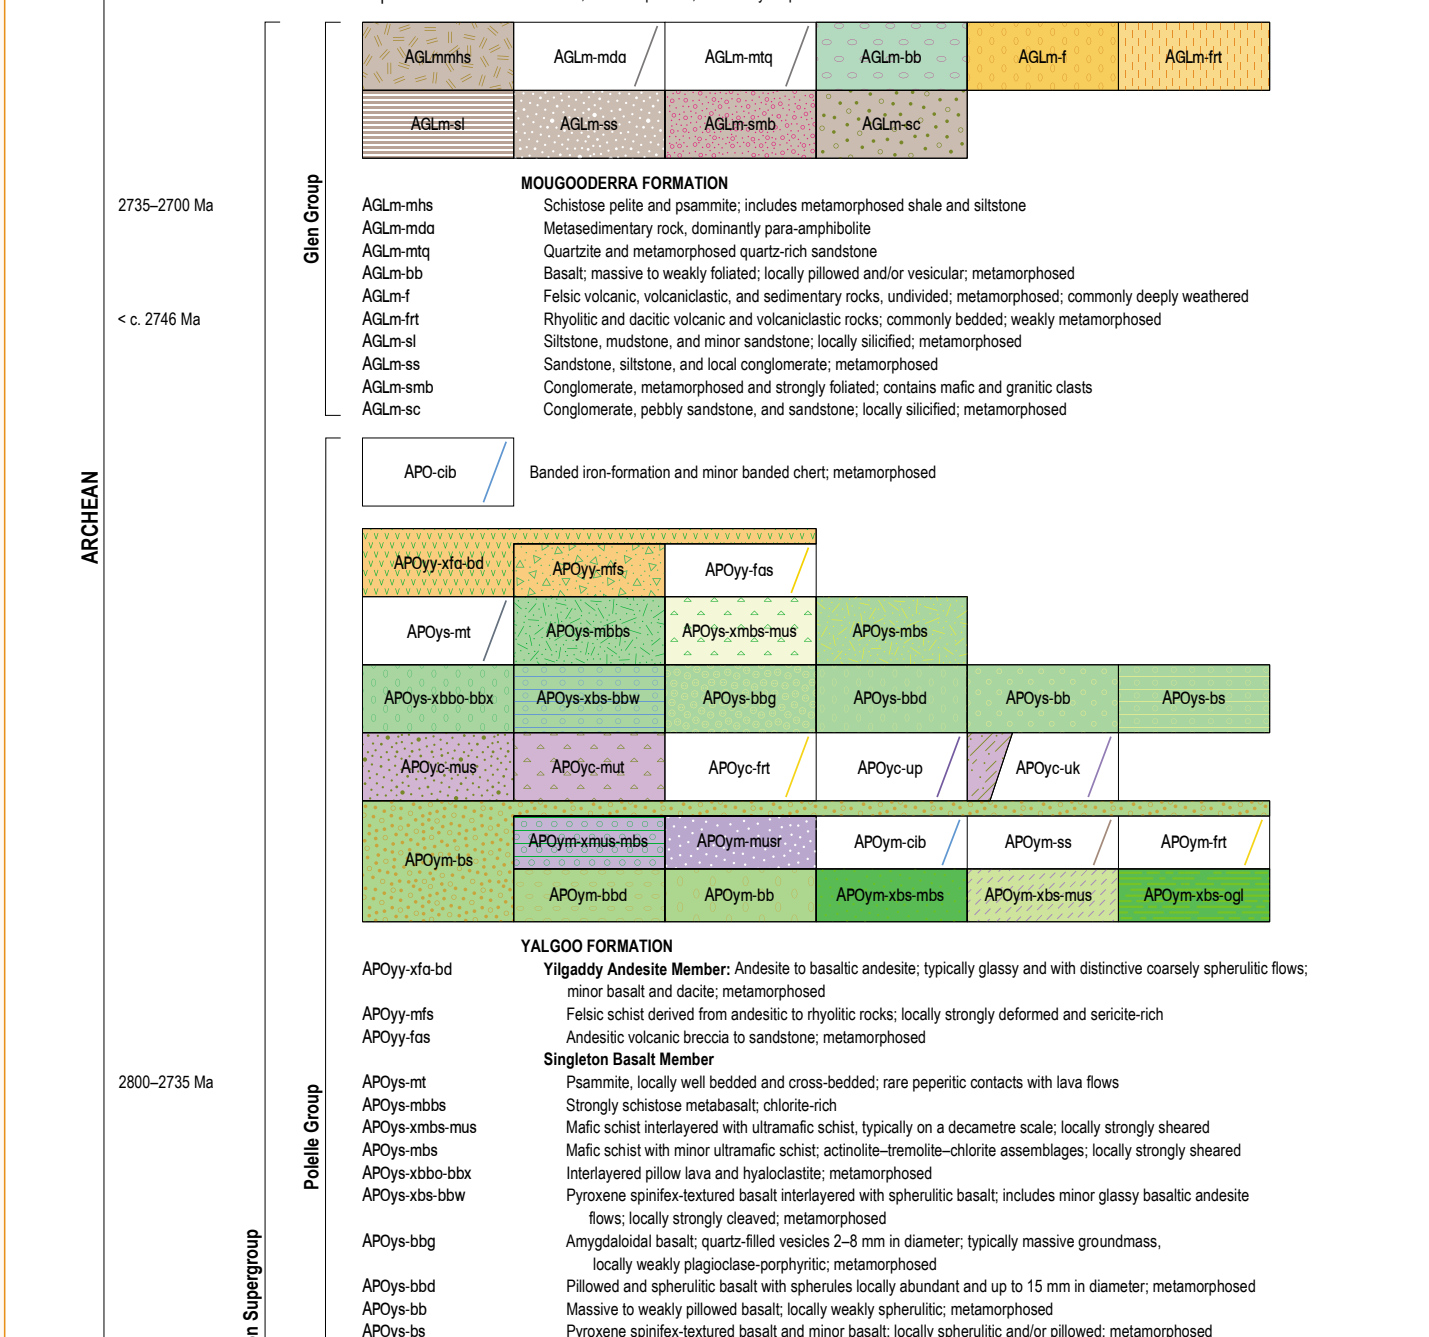 AGLmmhs AGLm-mda AGLm-mtq AGLm-bb AGLm-f AGLm-frt
AGLm-sl AGLm-ss AGLm-smb AGLm-sc
MOUGOODERRA FORMATION
2735–2700 Ma
Glen Group
AGLm-mhs Schistose pelite and psammite; includes metamorphosed shale and siltstone
AGLm-mda Metasedimentary rock, dominantly para-amphibolite
AGLm-mtq Quartzite and metamorphosed quartz-rich sandstone
AGLm-bb Basalt; massive to weakly foliated; locally pillowed and/or vesicular; metamorphosed
AGLm-f Felsic volcanic, volcaniclastic, and sedimentary rocks, undivided; metamorphosed; commonly deeply weathered
< c. 2746 Ma
AGLm-frt Rhyolitic and dacitic volcanic and volcaniclastic rocks; commonly bedded; weakly metamorphosed
AGLm-sl Siltstone, mudstone, and minor sandstone; locally silicified; metamorphosed
AGLm-ss Sandstone, siltstone, and local conglomerate; metamorphosed
AGLm-smb Conglomerate, metamorphosed and strongly foliated; contains mafic and granitic clasts
AGLm-sc Conglomerate, pebbly sandstone, and sandstone; locally silicified; metamorphosed
ARCHEAN
APO-cib Banded iron-formation and minor banded chert; metamorphosed
APOyy-xfa-bd APOyy-mfs APOyy-fas
APOys-mt APOys-mbbs APOys-xmbs-mus APOys-mbs
APOys-xbbo-bbx APOys-xbs-bbw APOys-bbg APOys-bbd APOys-bb APOys-bs
APOyc-mus APOyc-mut APOyc-frt APOyc-up APOyc-uk
APOym-bs APOym-xmus-mbs APOym-musr APOym-cib APOym-ss APOym-frt
APOym-bbd APOym-bb APOym-xbs-mbs APOym-xbs-mus APOym-xbs-ogl
YALGOO FORMATION
APOyy-xfa-bd Yilgaddy Andesite Member: Andesite to basaltic andesite; typically glassy and with distinctive coarsely spherulitic flows;
minor basalt and dacite; metamorphosed
APOyy-mfs Felsic schist derived from andesitic to rhyolitic rocks; locally strongly deformed and sericite-rich
APOyy-fas Andesitic volcanic breccia to sandstone; metamorphosed
Singleton Basalt Member
2800–2735 Ma
Polelle Group
APOys-mt Psammite, locally well bedded and cross-bedded; rare peperitic contacts with lava flows
APOys-mbbs Strongly schistose metabasalt; chlorite-rich
APOys-xmbs-mus Mafic schist interlayered with ultramafic schist, typically on a decametre scale; locally strongly sheared
APOys-mbs Mafic schist with minor ultramafic schist; actinolite–tremolite–chlorite assemblages; locally strongly sheared
APOys-xbbo-bbx Interlayered pillow lava and hyaloclastite; metamorphosed
APOys-xbs-bbw Pyroxene spinifex-textured basalt interlayered with spherulitic basalt; includes minor glassy basaltic andesite
flows; locally strongly cleaved; metamorphosed
APOys-bbg Amygdaloidal basalt; quartz-filled vesicles 2–8 mm in diameter; typically massive groundmass,
locally weakly plagioclase-porphyritic; metamorphosed
n Supergroup
APOys-bbd Pillowed and spherulitic basalt with spherules locally abundant and up to 15 mm in diameter; metamorphosed
APOys-bb Massive to weakly pillowed basalt; locally weakly spherulitic; metamorphosed
APOys-bs Pyroxene spinifex-textured basalt and minor basalt; locally spherulitic and/or pillowed; metamorphosed